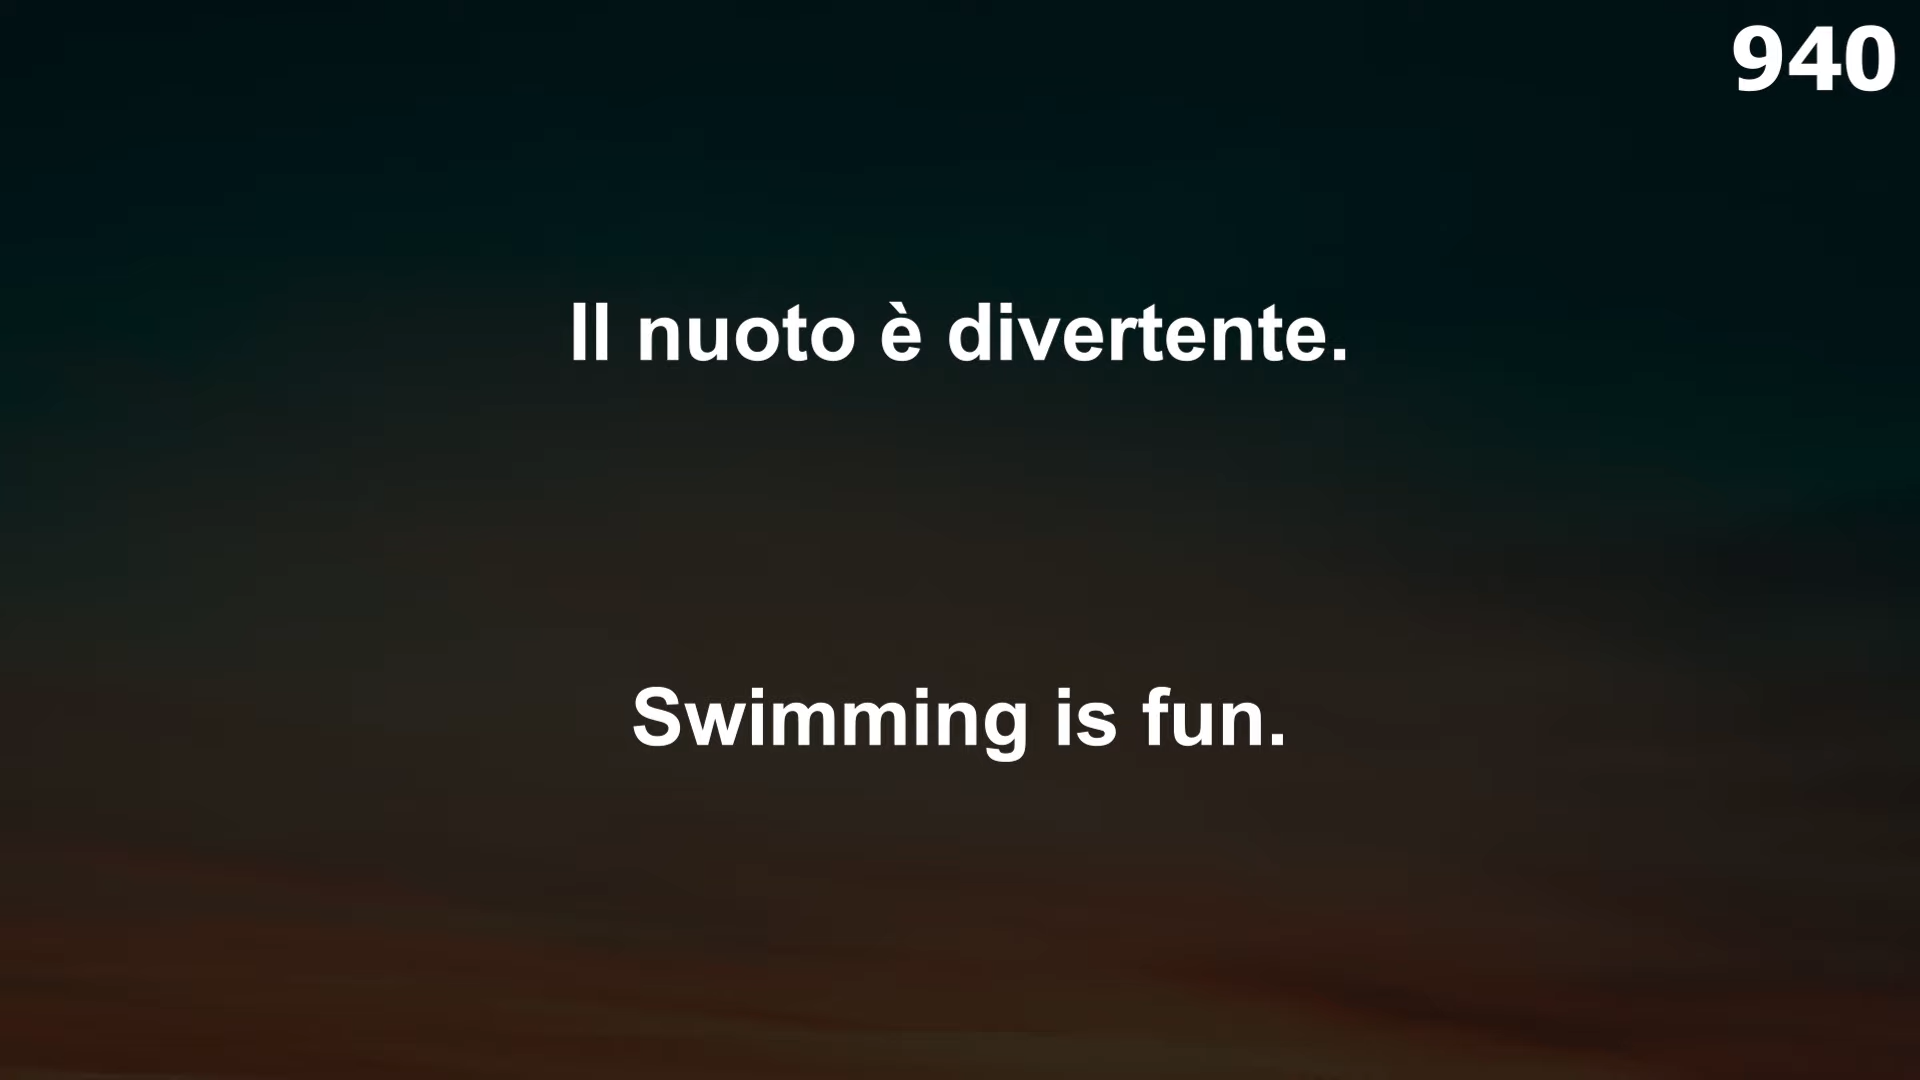 940
Il nuoto è divertente.
Swimming is fun.